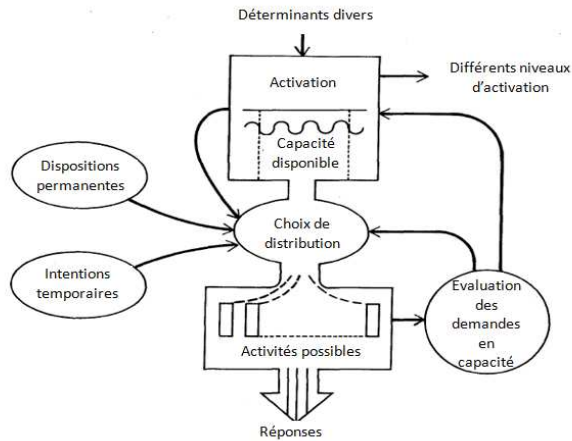 Déterminants divers
Activation
Différents niveaux
d'activation
Capacité
disponible
Dispositions
permanentes
Choix de
distribution
Intentions
temporaires
Evaluation
des
demandes
en
capacité
Activités possibles
Réponses